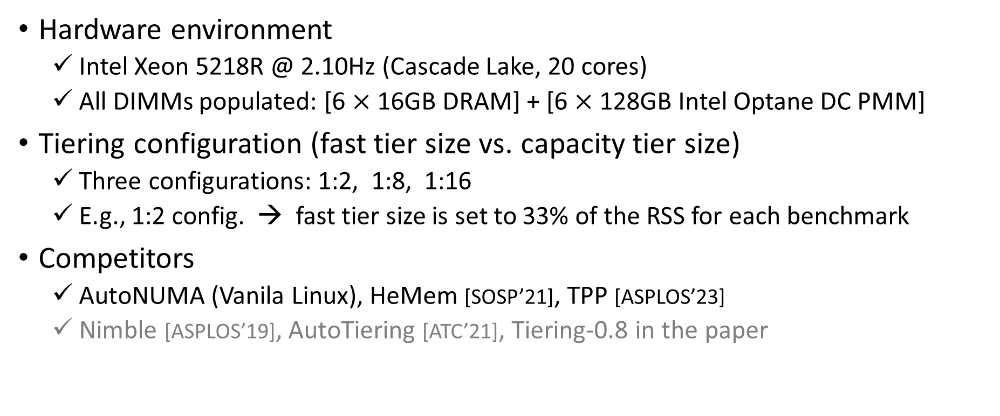 • Hardware environment
✓ Intel Xeon 5218R @ 2.10Hz (Cascade Lake, 20 cores)
✓ All DIMMs populated: [6 × 16GB DRAM] + [6 × 128GB Intel Optane DC PMM]
• Tiering configuration (fast tier size vs. capacity tier size)
✓ Three configurations: 1:2, 1:8, 1:16
✓ E.g., 1:2 config. → fast tier size is set to 33% of the RSS for each benchmark
• Competitors
✓ AutoNUMA (Vanila Linux), HeMem [SOSP’21], TPP [ASPLOS’23]
✓ Nimble [ASPLOS’19], AutoTiering [ATC’21], Tiering-0.8 in the paper